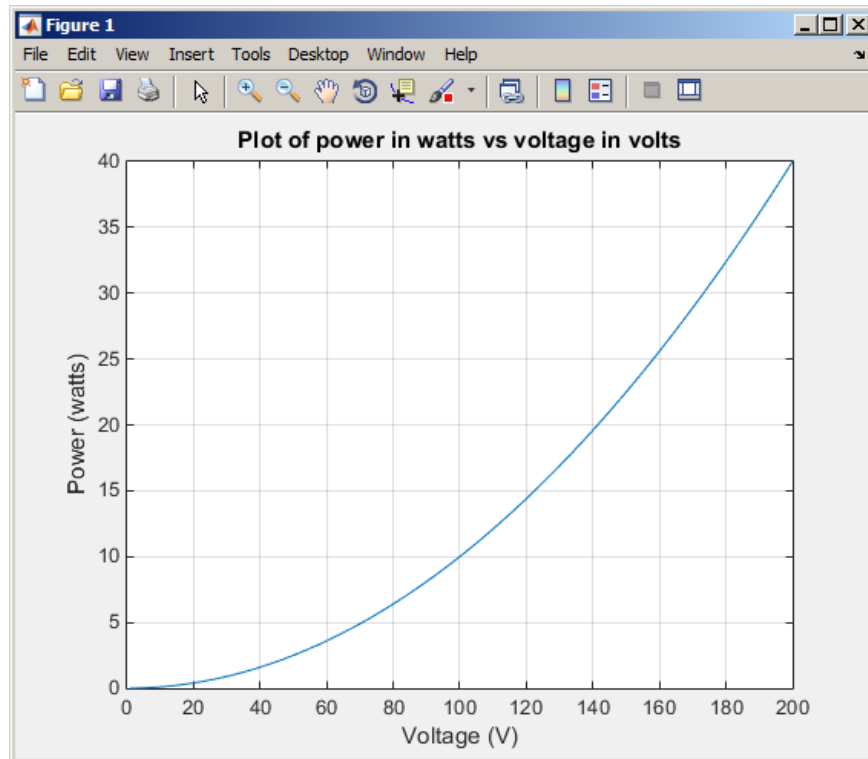 Figure 1
File Edit View Insert Tools Desktop Window Help
Plot of power in watts vs voltage in volts
40
35
30
25
20
15
10
5
0
Power (watts)
0 20 40 60 80 100 120 140 160 180 200
Voltage (V)